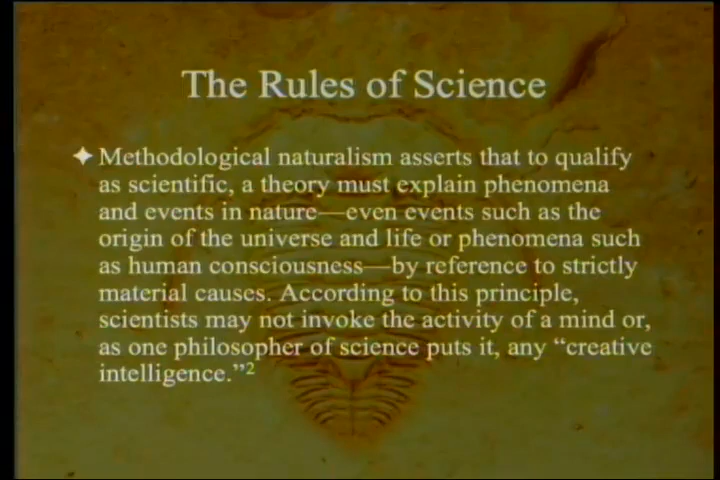 The Rules of Science
✦ Methodological naturalism asserts that to qualify
as scientific, a theory must explain phenomena
and events in nature—even events such as the
origin of the universe and life or phenomena such
as human consciousness—by reference to strictly
material causes. According to this principle,
scientists may not invoke the activity of a mind or,
as one philosopher of science puts it, any “creative
intelligence.”2